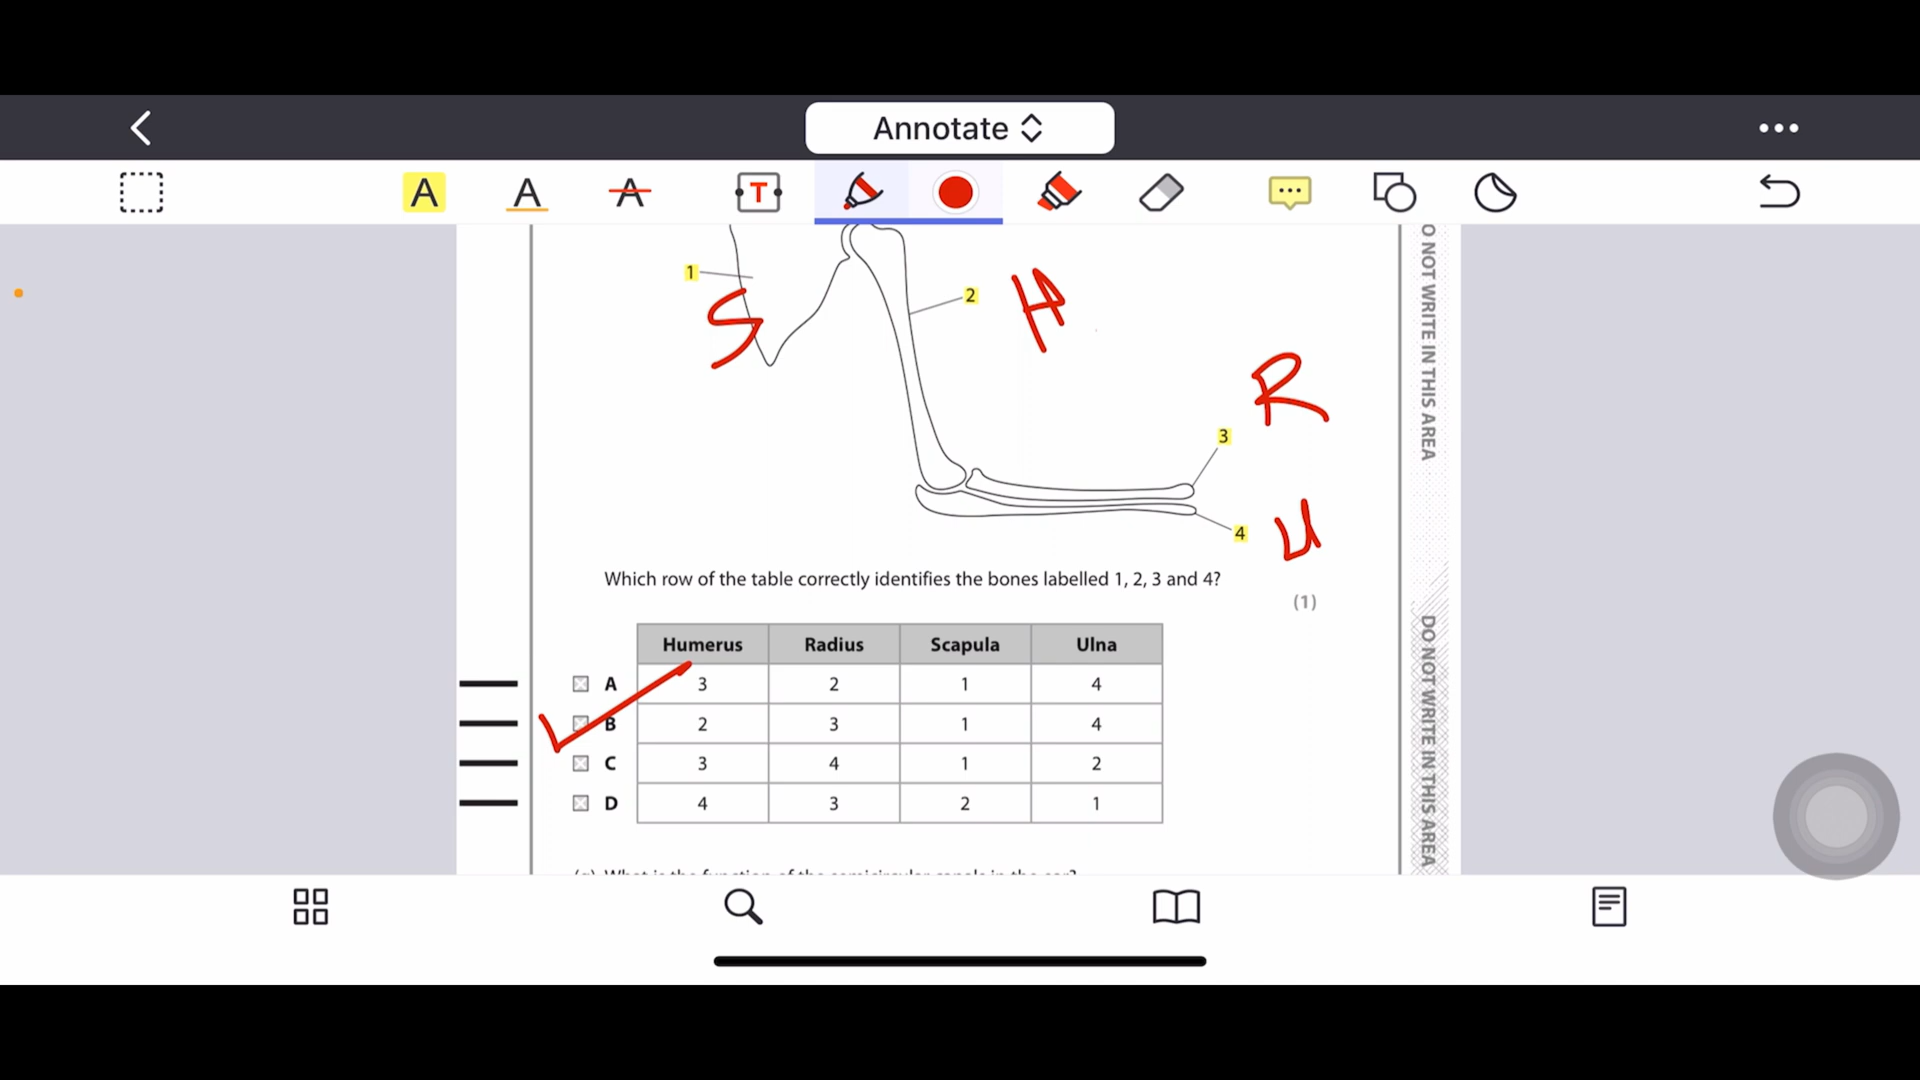 Annotate
A A A T
1
2
S
H
R
3
4
U
Which row of the table correctly identifies the bones labelled 1, 2, 3 and 4?
(1)
Humerus Radius Scapula Ulna
A 3 2 1 4
B 2 3 1 4
C 3 4 1 2
D 4 3 2 1
O NOT WRITE IN THIS AREA
DO NOT WRITE IN THIS AREA